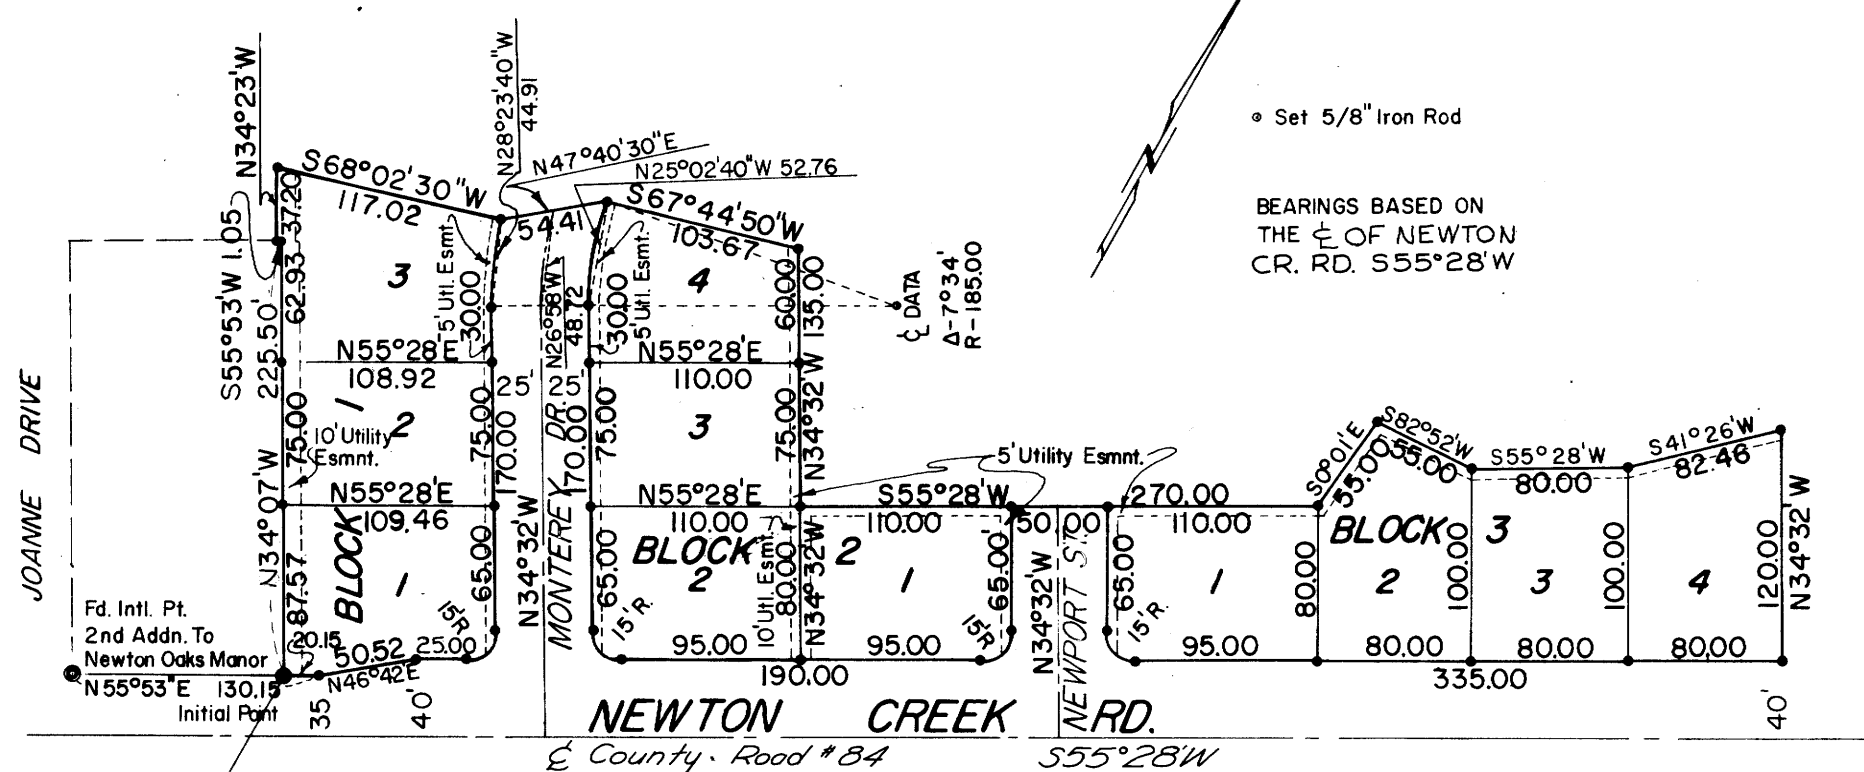 N34°23'W
S68°02'30"W
117.02
N28°23'40"W
44.91
N47°40'30"E
54.41
N25°02'40"W 52.76
S67°44'50"W
103.67
Set 5/8" Iron Rod
BEARINGS BASED ON
THE ℄ OF NEWTON
CR. RD. S55°28'W
S55°53'W 1.05
37.20
62.93
225.50'
3
5' Utl. Esmt.
30.00
N26°58'W
48.72
30.00
5' Utl. Esmt.
4
60.00
135.00
℄ DATA
Δ-7°34'
R-185.00
N55°28'E
108.92
25'
25'
N55°28'E
110.00
JOANNE DRIVE
75.00
10' Utility
Esmnt.
2
75.00
170.00
MONTEREY DR.
170.00
75.00
3
75.00
N34°32'W
5' Utility Esmnt.
N34°07'W
N55°28'E
109.46
N55°28'E
110.00
S55°28'W
110.00
50.00
270.00
110.00
S0°01'E
55.00
S82°52'W
55.00
S55°28'W
80.00
S41°26'W
82.46
87.57
BLOCK 1
1
65.00
15'R
N34°32'W
65.00
15'R.
BLOCK 2
2
10' Utl. Esmt.
80.00
N34°32'W
1
65.00
15'R
N34°32'W
NEWPORT ST.
65.00
15'R.
1
80.00
BLOCK 3
2
100.00
3
100.00
4
120.00
N34°32'W
Fd. Intl. Pt.
2nd Addn. To
Newton Oaks Manor
N55°53"E 130.15
Initial Point
20.15
50.52
25.00
N46°42'E
35'
40'
95.00
95.00
190.00
95.00
80.00
80.00
80.00
335.00
40'
NEWTON CREEK RD.
℄ County Road #84 S55°28'W